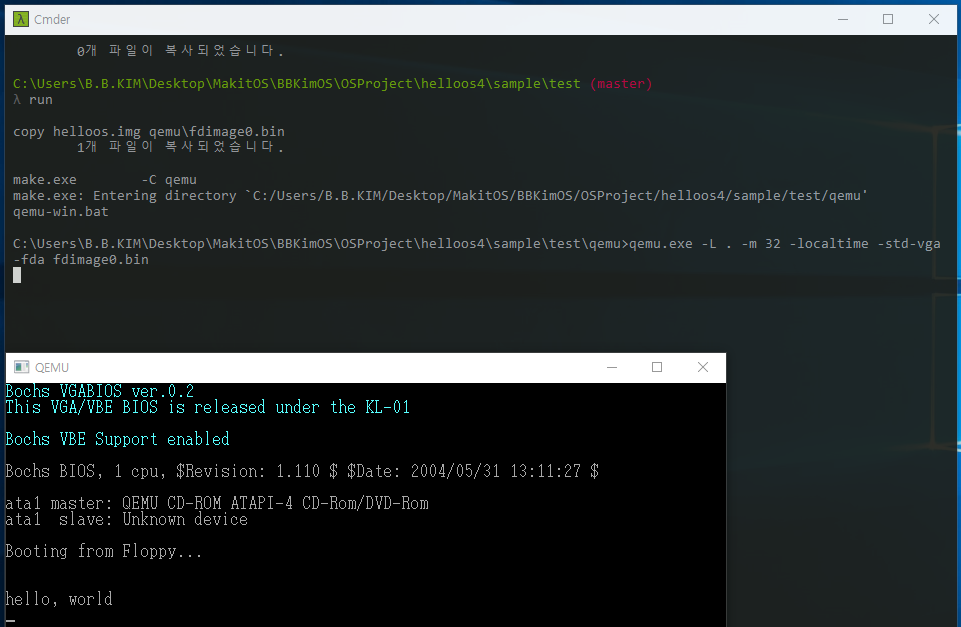 Cmder
0개 파일이 복사되었습니다.
C:\Users\B.B.KIM\Desktop\MakitOS\BBKimOS\OSProject\helloos4\sample\test (master)
λ run
copy helloos.img qemu\fdimage0.bin
1개 파일이 복사되었습니다.
make.exe -C qemu
make.exe: Entering directory `C:/Users/B.B.KIM/Desktop/MakitOS/BBKimOS/OSProject/helloos4/sample/test/qemu'
qemu-win.bat
C:\Users\B.B.KIM\Desktop\MakitOS\BBKimOS\OSProject\helloos4\sample\test\qemu>qemu.exe -L . -m 32 -localtime -std-vga
-fda fdimage0.bin
QEMU
Bochs VGABIOS ver.0.2
This VGA/VBE BIOS is released under the KL-01
Bochs VBE Support enabled
Bochs BIOS, 1 cpu, $Revision: 1.110 $ $Date: 2004/05/31 13:11:27 $
ata1 master: QEMU CD-ROM ATAPI-4 CD-Rom/DVD-Rom
ata1  slave: Unknown device
Booting from Floppy...
hello, world